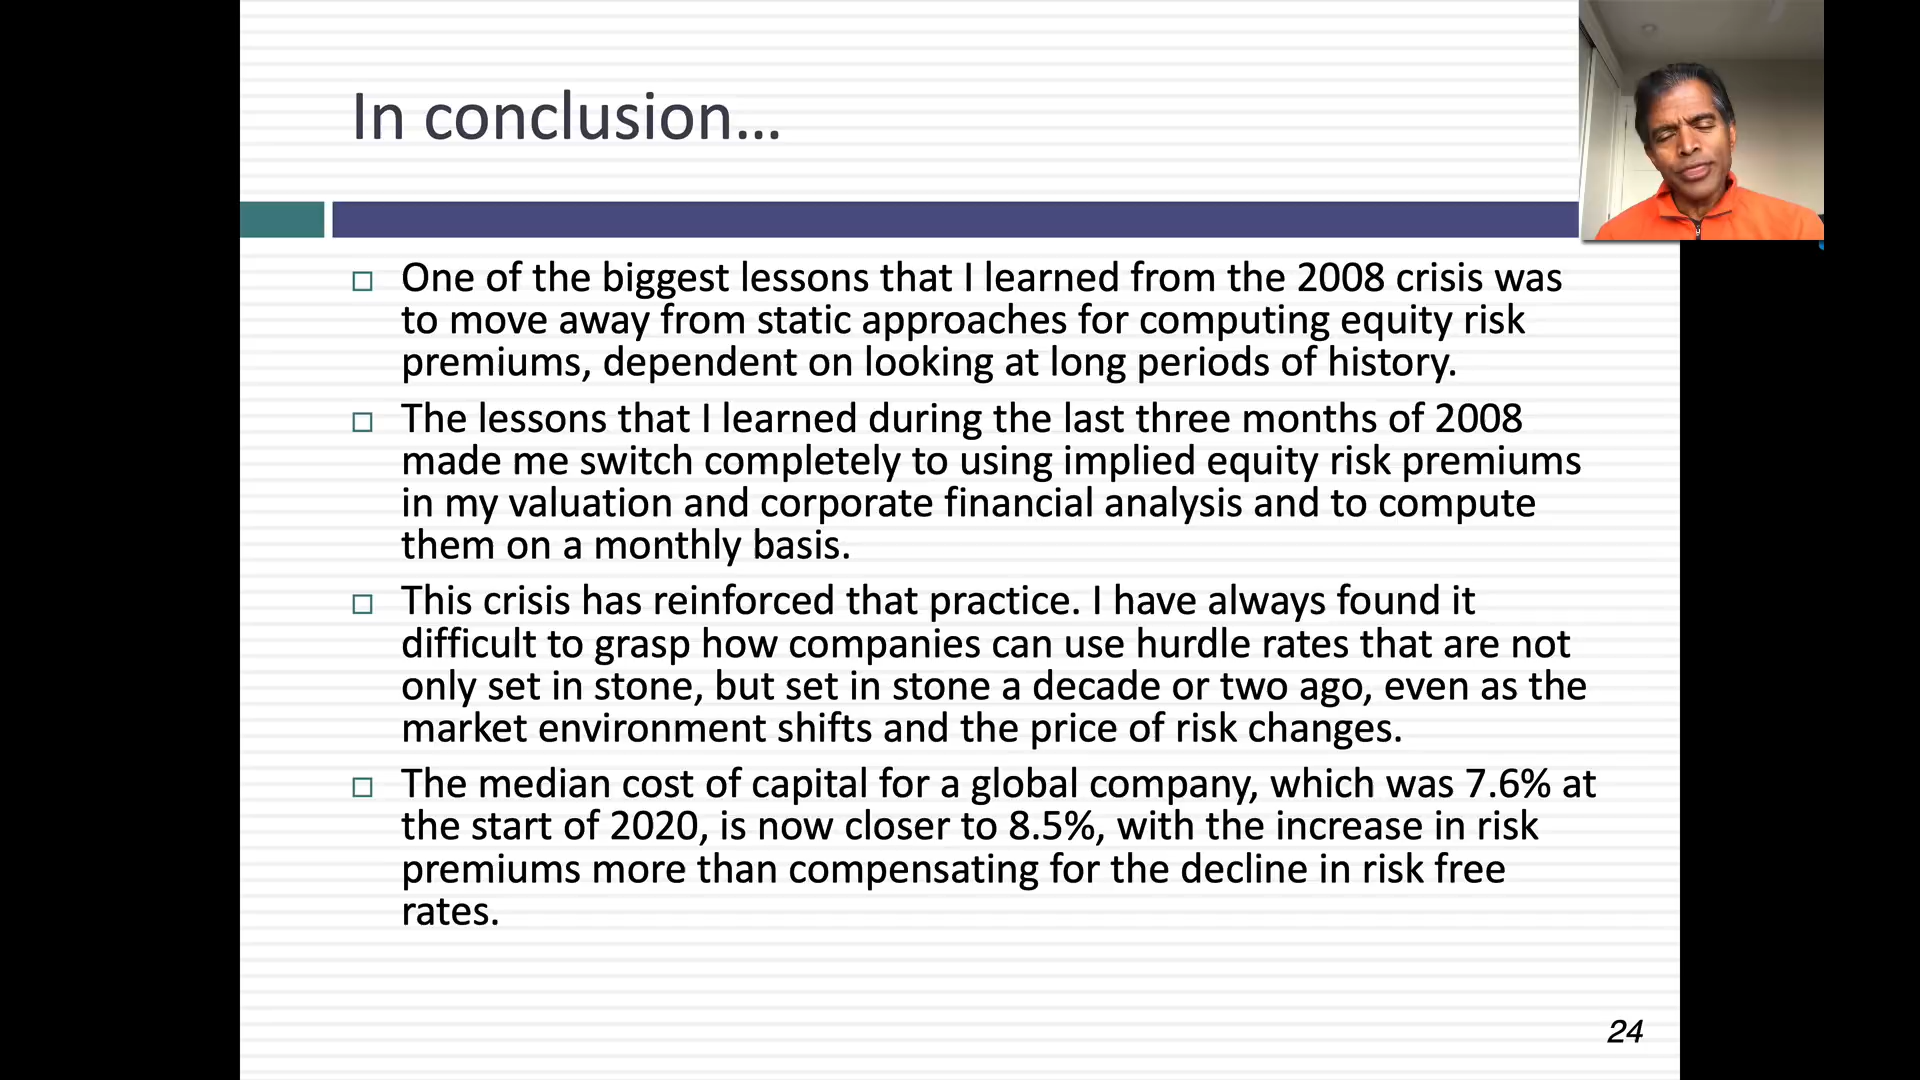 In conclusion…
One of the biggest lessons that I learned from the 2008 crisis was
to move away from static approaches for computing equity risk
premiums, dependent on looking at long periods of history.
The lessons that I learned during the last three months of 2008
made me switch completely to using implied equity risk premiums
in my valuation and corporate financial analysis and to compute
them on a monthly basis.
This crisis has reinforced that practice. I have always found it
difficult to grasp how companies can use hurdle rates that are not
only set in stone, but set in stone a decade or two ago, even as the
market environment shifts and the price of risk changes.
The median cost of capital for a global company, which was 7.6% at
the start of 2020, is now closer to 8.5%, with the increase in risk
premiums more than compensating for the decline in risk free
rates.
24